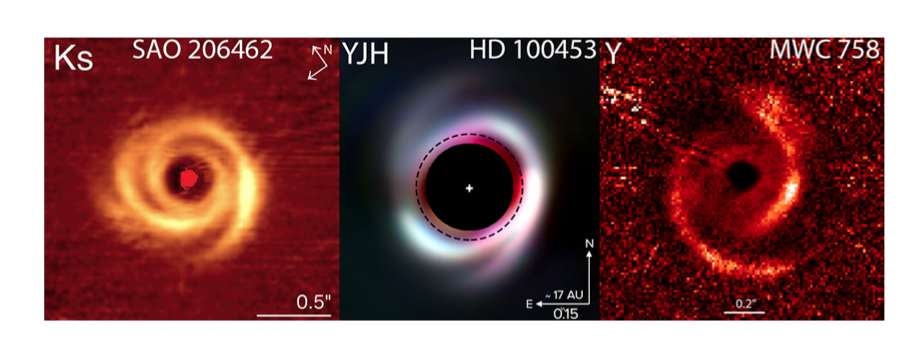 Ks
SAO 206462
N
0.5"
YJH
HD 100453
N
~ 17 AU
E
0.15
Y
MWC 758
0.2"